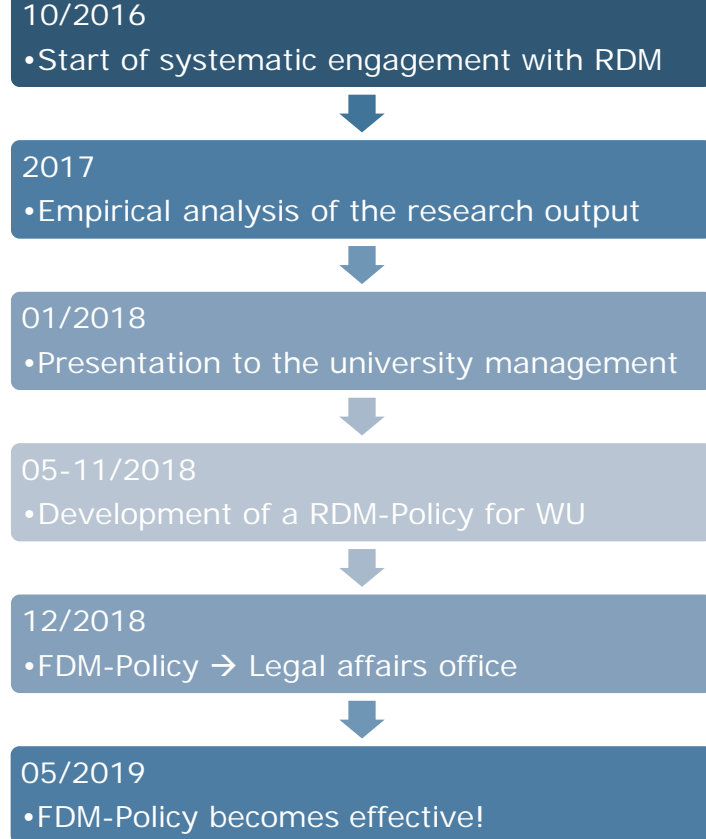 10/2016
•Start of systematic engagement with RDM
2017
•Empirical analysis of the research output
01/2018
•Presentation to the university management
05-11/2018
•Development of a RDM-Policy for WU
12/2018
•FDM-Policy → Legal affairs office
05/2019
•FDM-Policy becomes effective!